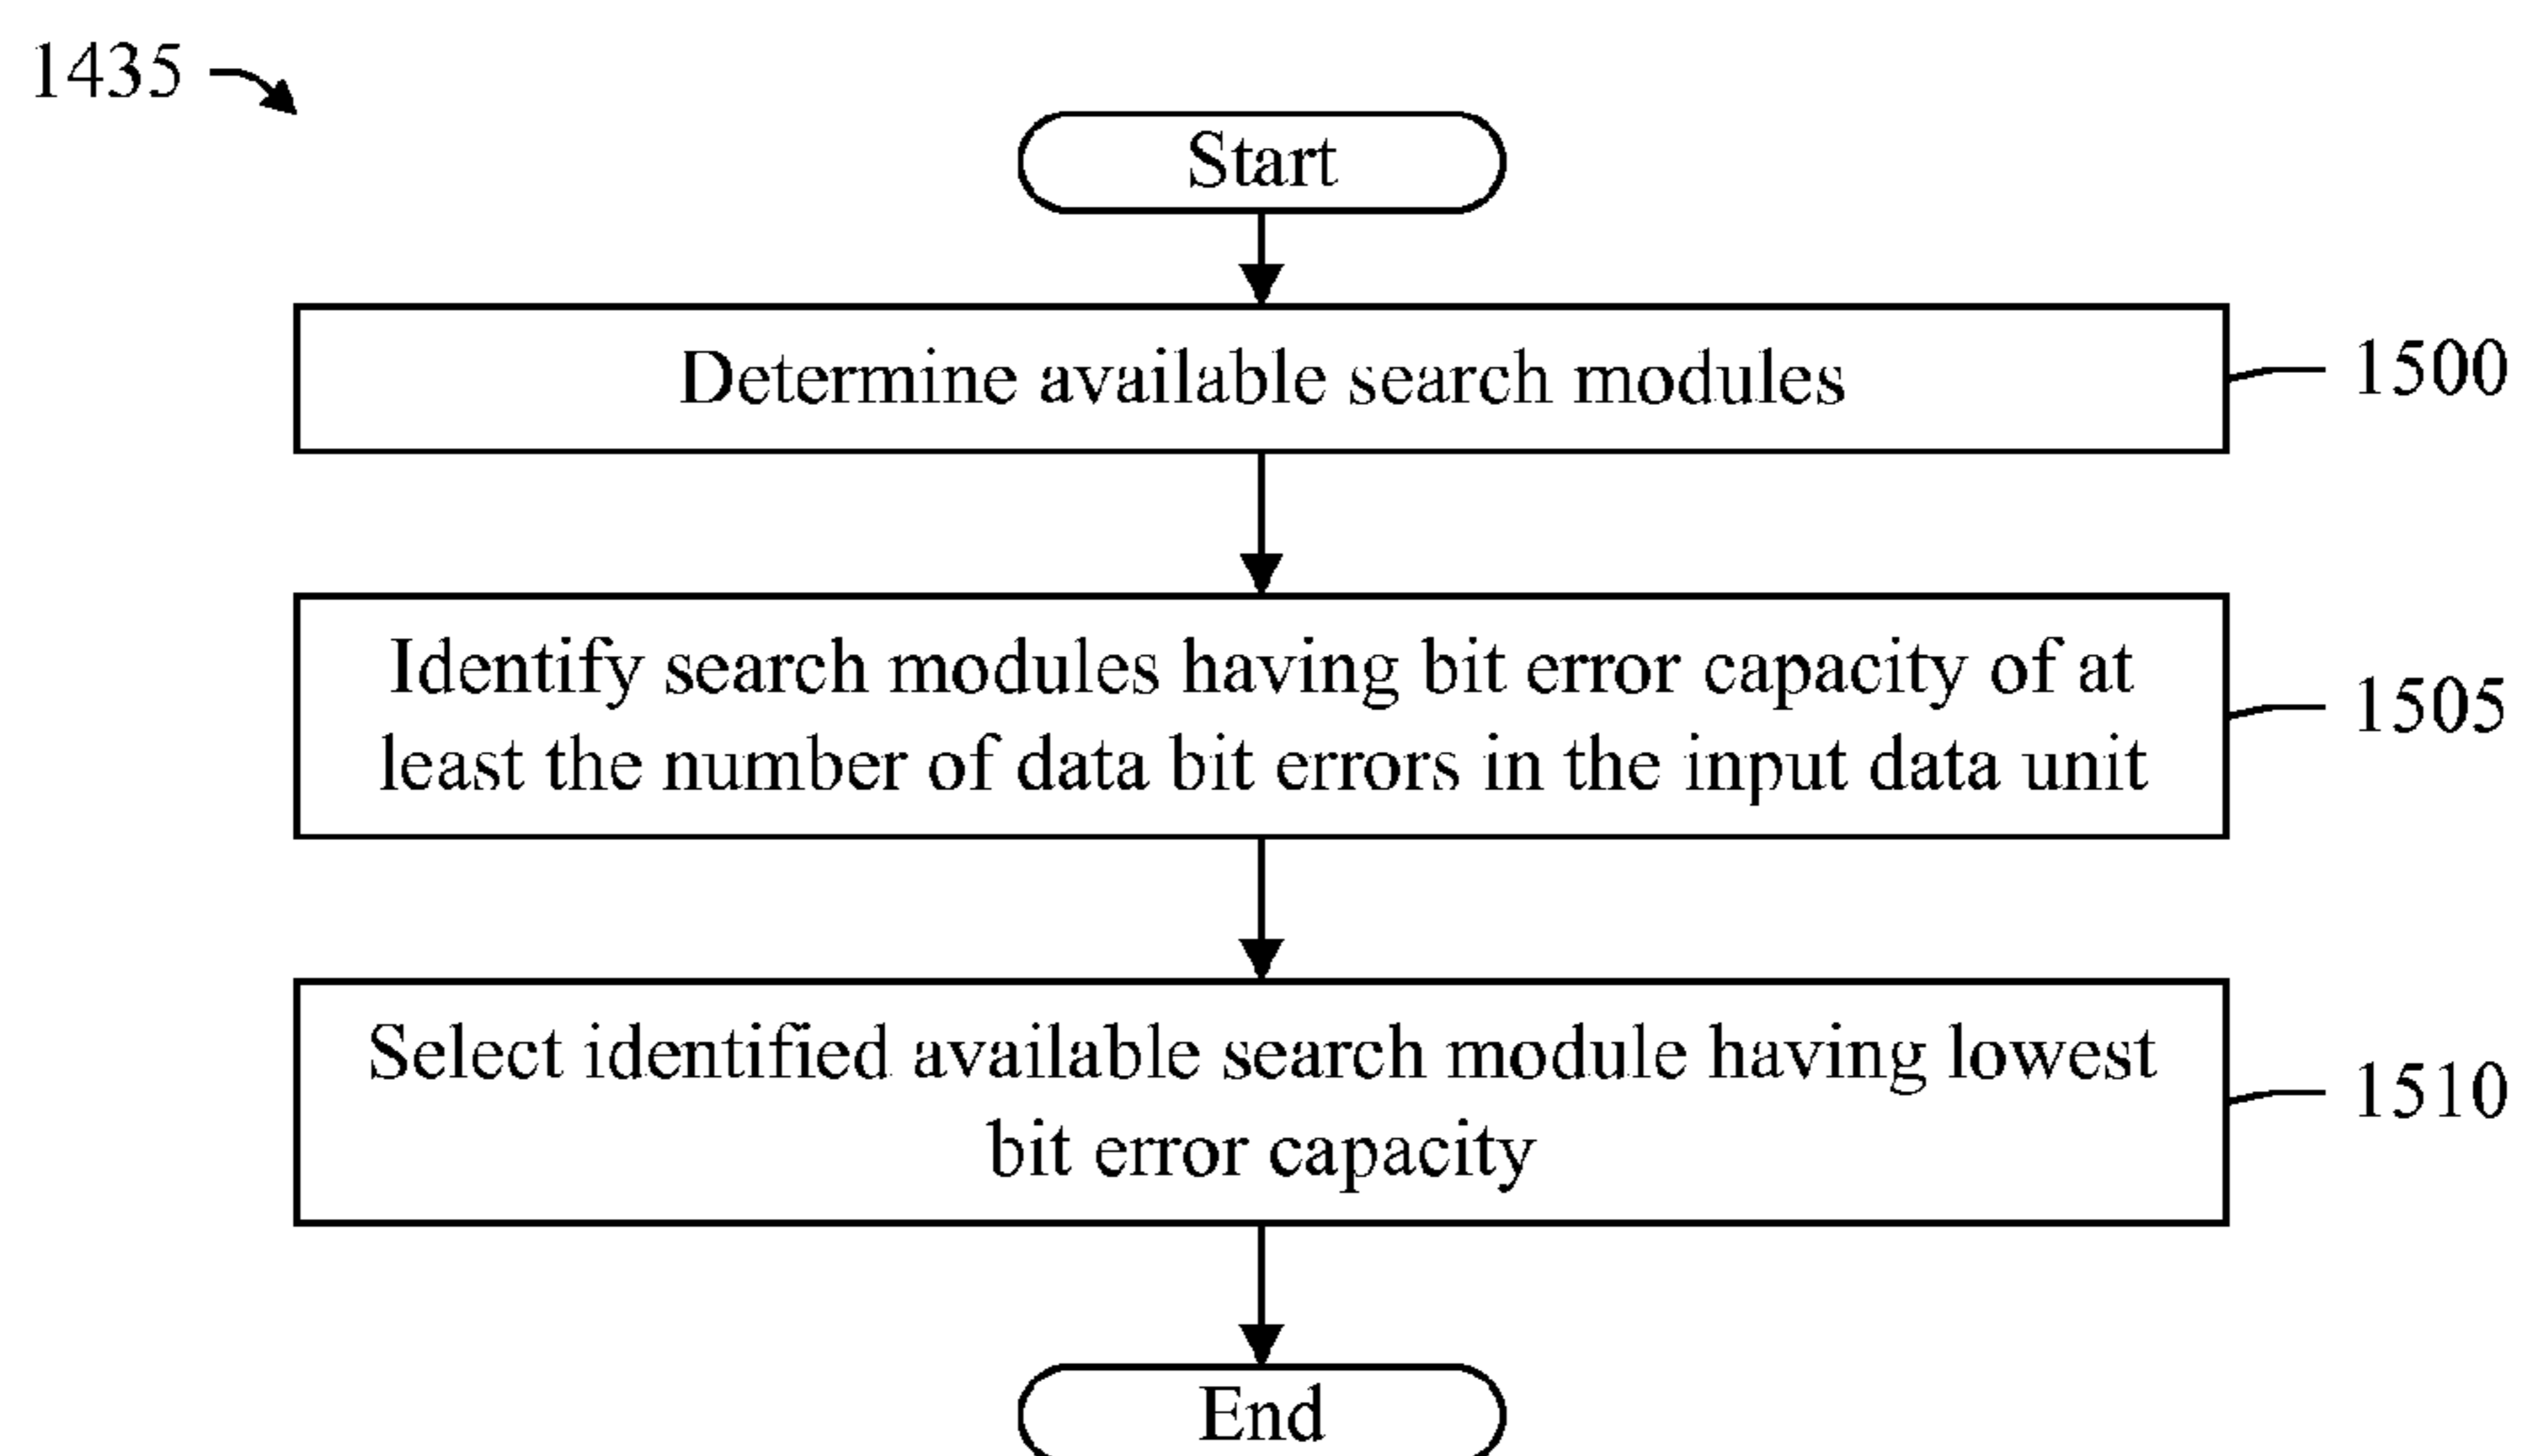 1435
Start
Determine available search modules
1500
Identify search modules having bit error capacity of at
least the number of data bit errors in the input data unit
1505
Select identified available search module having lowest
bit error capacity
1510
End